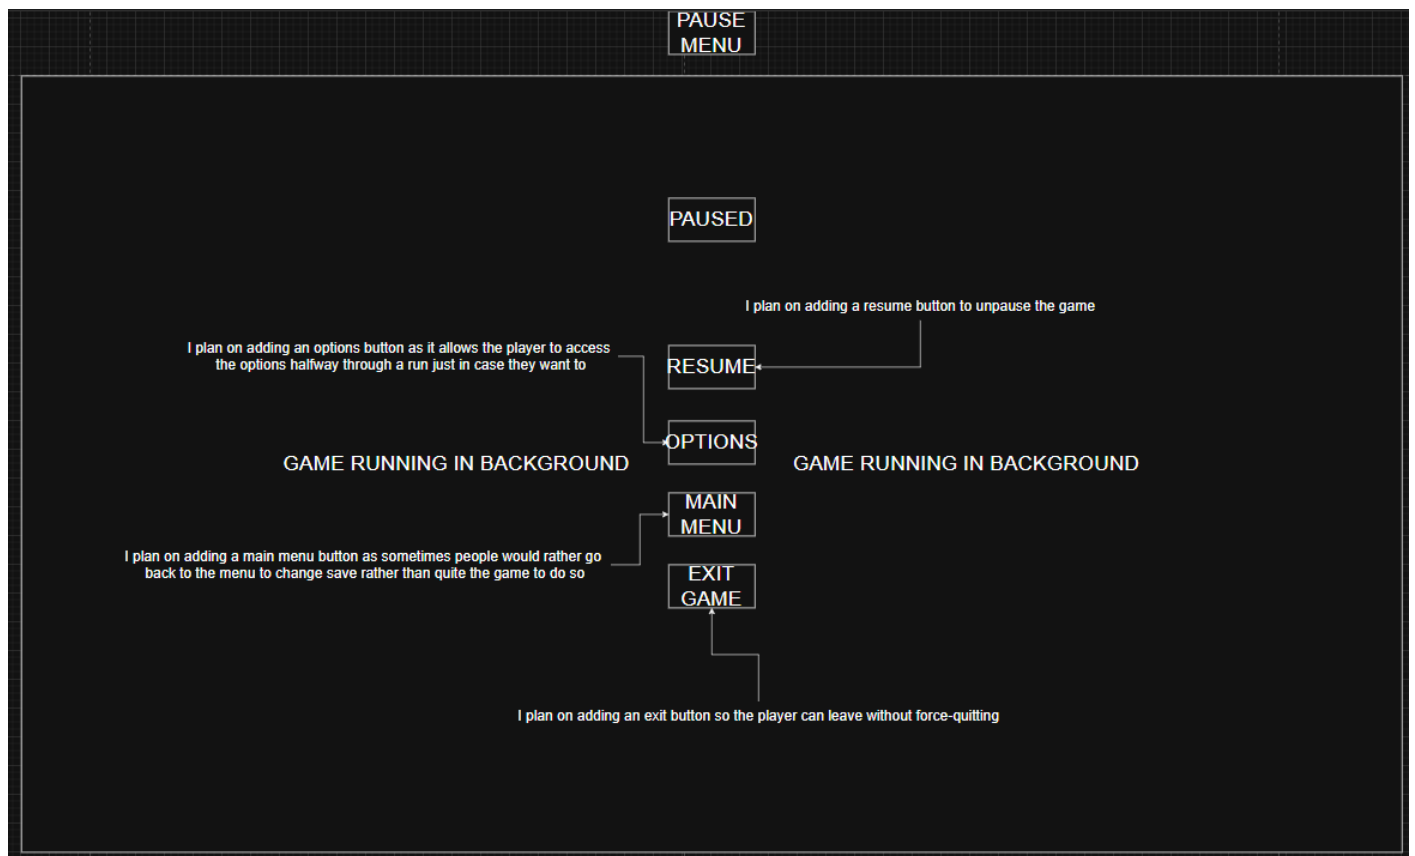 PAUSE
MENU
PAUSED
I plan on adding a resume button to unpause the game
I plan on adding an options button as it allows the player to access
the options halfway through a run just in case they want to
RESUME
OPTIONS
GAME RUNNING IN BACKGROUND
GAME RUNNING IN BACKGROUND
MAIN
MENU
I plan on adding a main menu button as sometimes people would rather go
back to the menu to change save rather than quite the game to do so
EXIT
GAME
I plan on adding an exit button so the player can leave without force-quitting